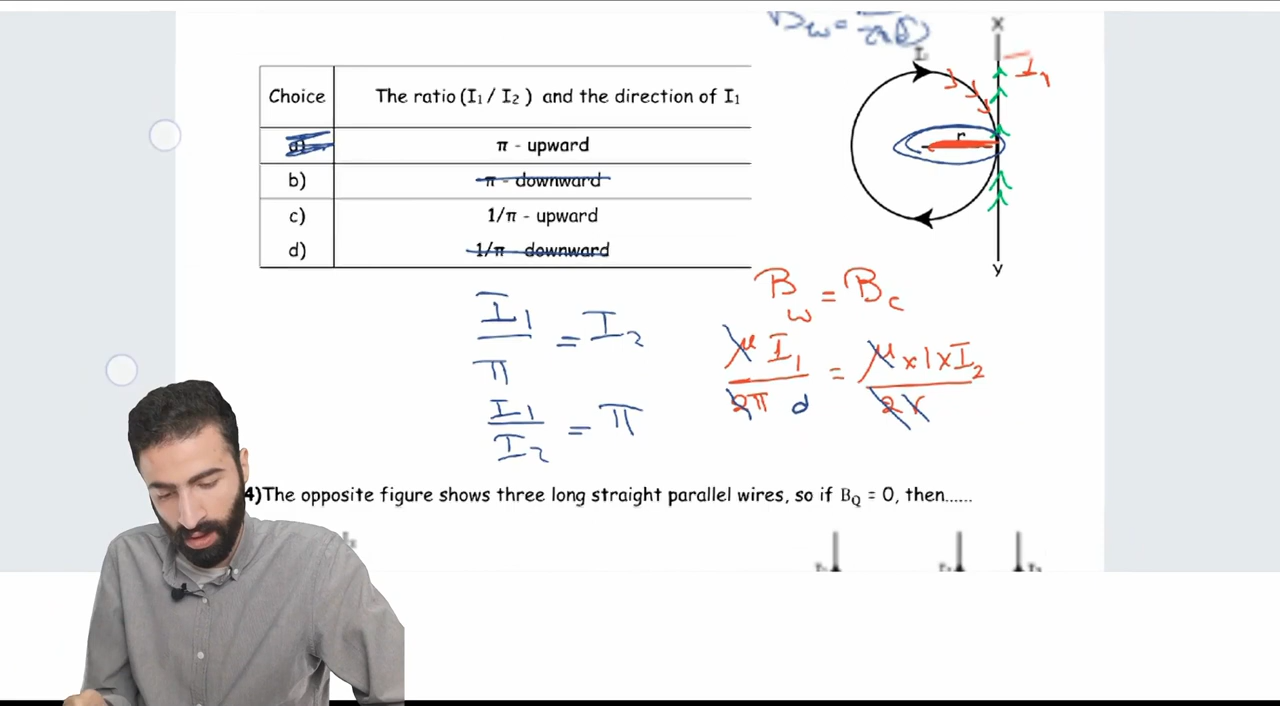 B_w =
x
I₁
Choice The ratio (I₁ / I₂ ) and the direction of I₁
a) π - upward
b) π - downward
c) 1/π - upward
d) 1/π - downward
r
y
B_w = B_c
I₁/π = I₂
μ I₁ / 2π d = μ x 1 x I₂ / 2r
I₁/I₂ = π
4)The opposite figure shows three long straight parallel wires, so if B_Q = 0, then......